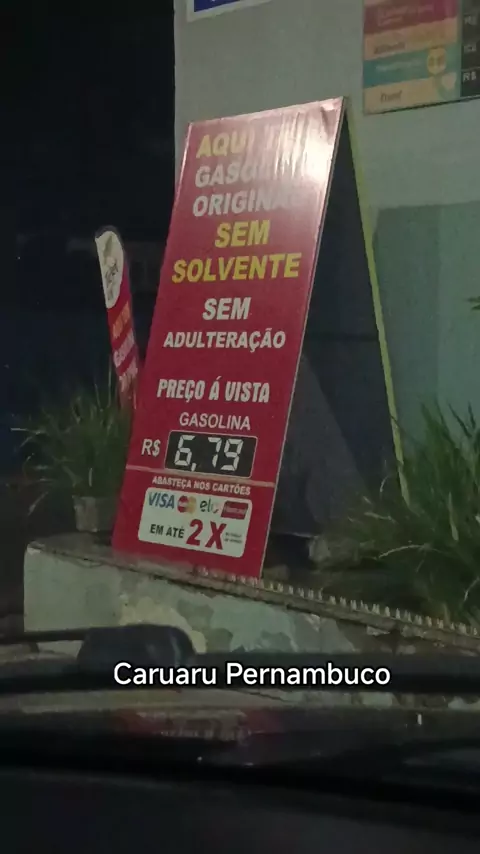 AQUI
GASOLINA
ORIGINAL
SEM
SOLVENTE
SEM
ADULTERAÇÃO
PREÇO Á VISTA
GASOLINA
R$ 6,79
ABASTEÇA NOS CARTÕES
VISA elo
EM ATÉ 2X
Caruaru Pernambuco